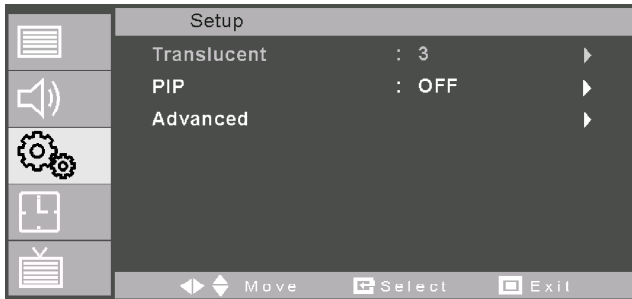 Setup
Translucent : 3
PIP : OFF
Advanced
Move Select Exit